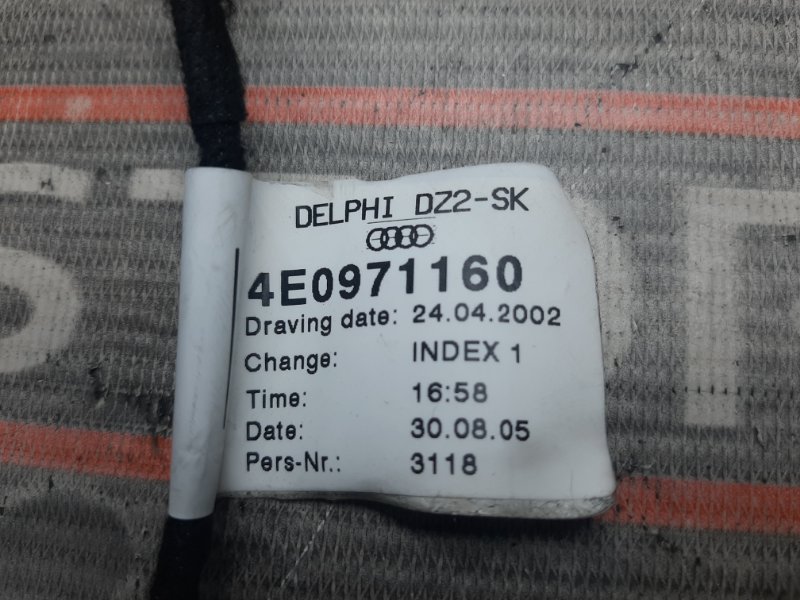 DELPHI DZ2-SK
4E0971160
Draving date: 24.04.2002
Change: INDEX 1
Time: 16:58
Date: 30.08.05
Pers-Nr.: 3118